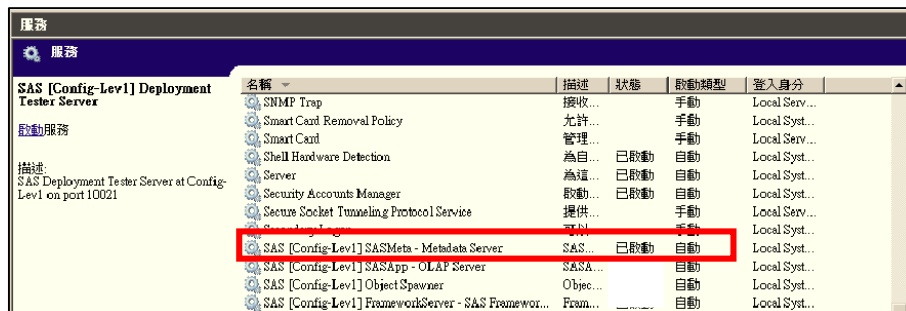 服務
服務
SAS [Config-Lev1] Deployment
Tester Server
啟動服務
描述:
SAS Deployment Tester Server at Config-
Lev1 on port 10021
名稱 描述 狀態 啟動類型 登入身分
SNMP Trap 接收... 手動 Local Serv...
Smart Card Removal Policy 允許... 手動 Local Syst...
Smart Card 管理... 手動 Local Serv...
Shell Hardware Detection 為自... 已啟動 自動 Local Syst...
Server 為這... 已啟動 自動 Local Syst...
Security Accounts Manager 啟動... 已啟動 自動 Local Syst...
Secure Socket Tunneling Protocol Service 提供... 手動 Local Serv...
Secondary Logon 可以... 手動 Local Syst...
SAS [Config-Lev1] SASMeta - Metadata Server SAS... 已啟動 自動 Local Syst...
SAS [Config-Lev1] SASApp - OLAP Server SASA... 自動 Local Syst...
SAS [Config-Lev1] Object Spawner Objec... 自動 Local Syst...
SAS [Config-Lev1] FrameworkServer - SAS Framewor... Fram... 自動 Local Syst...